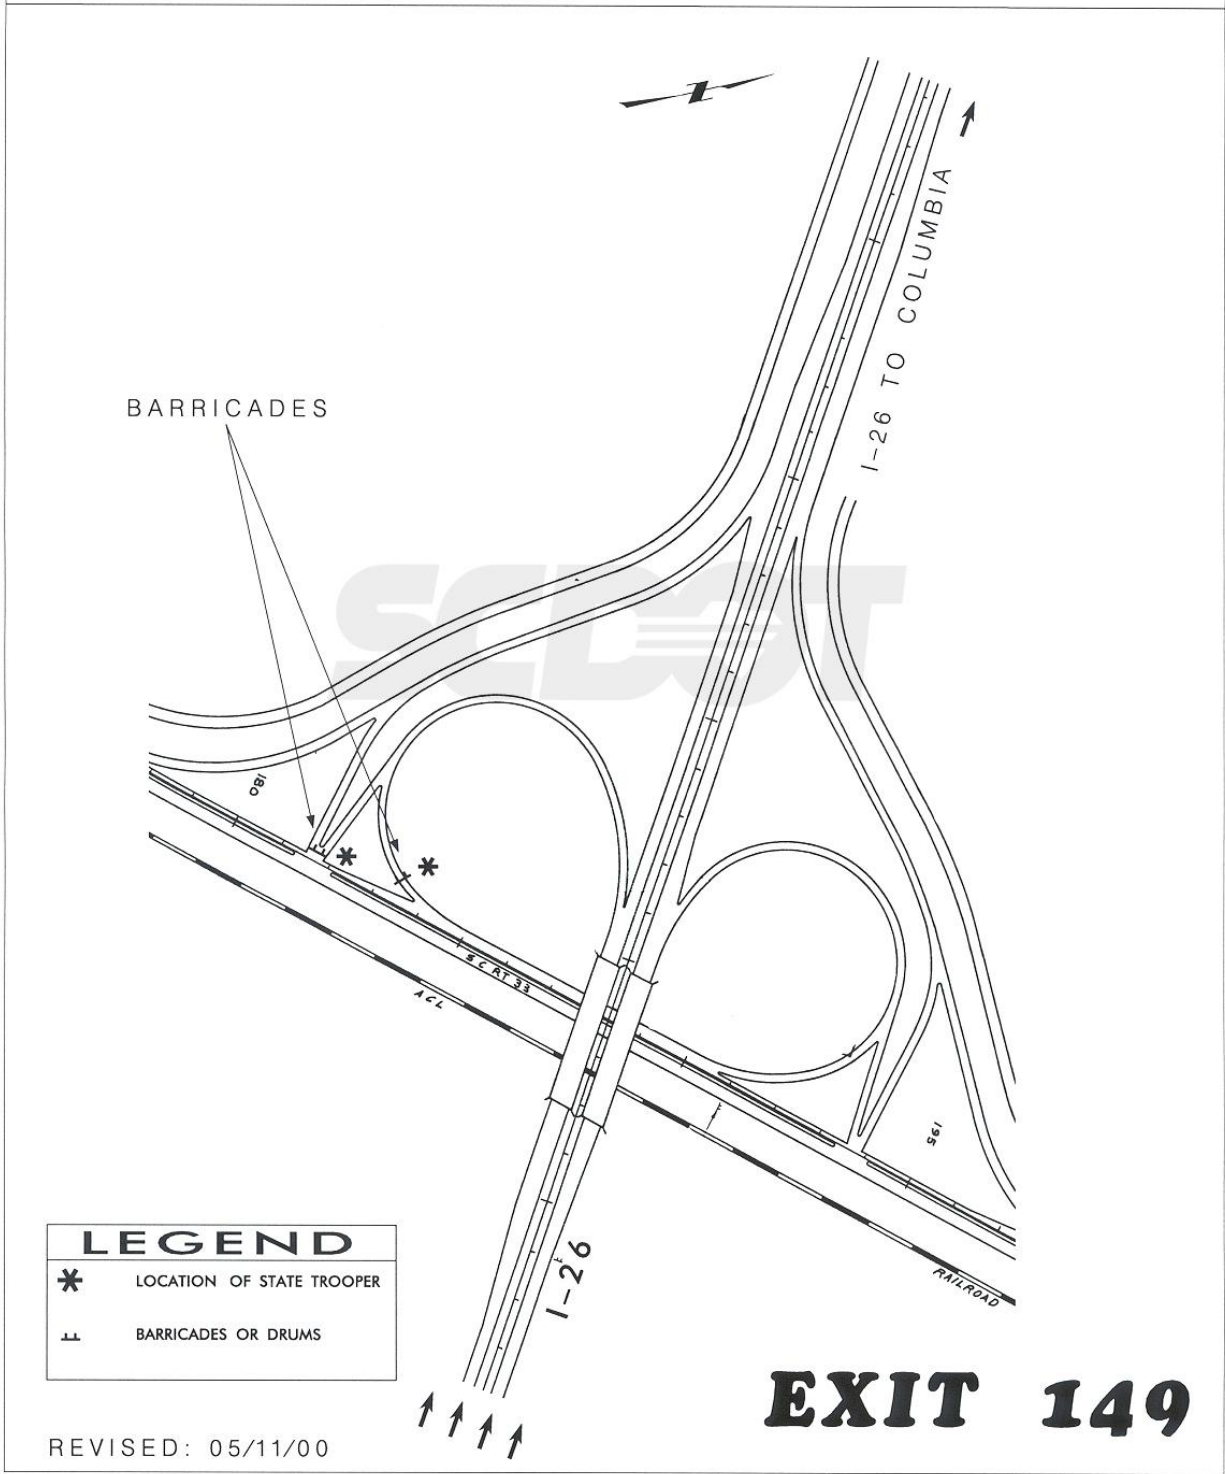 I-26 TO COLUMBIA
BARRICADES
SCDOT
180
SC RT 33
ACL
195
RAILROAD
I-26
LEGEND
LOCATION OF STATE TROOPER
BARRICADES OR DRUMS
EXIT 149
REVISED: 05/11/00